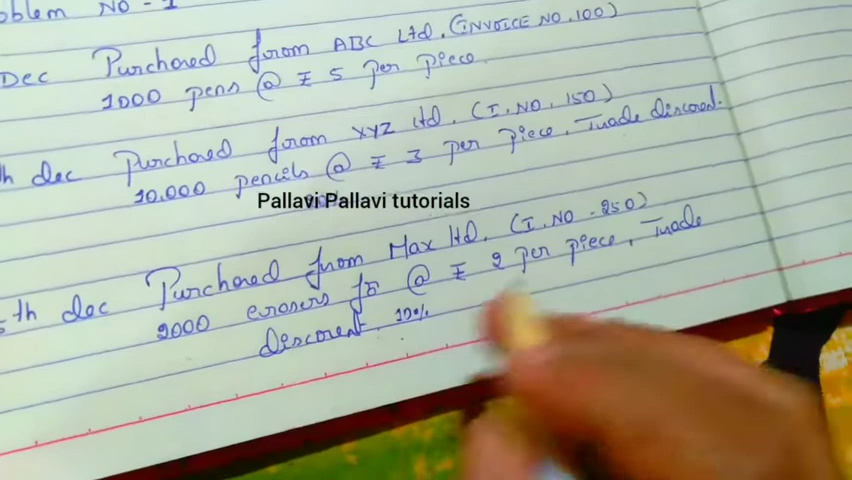 oblem NO - 1
Dec Purchased from ABC Ltd. (INVOICE NO. 100)
1000 pens @ ₹ 5 per piece.
th dec Purchased from XYZ Ltd. (I. NO. 150)
10.000 pencils @ ₹ 3 per piece. Trade discount.
Pallavi Pallavi tutorials
th dec Purchased from Max Ltd. (I. NO - 250)
2000 erasers @ ₹ 2 per piece, Trade
discount. 10%